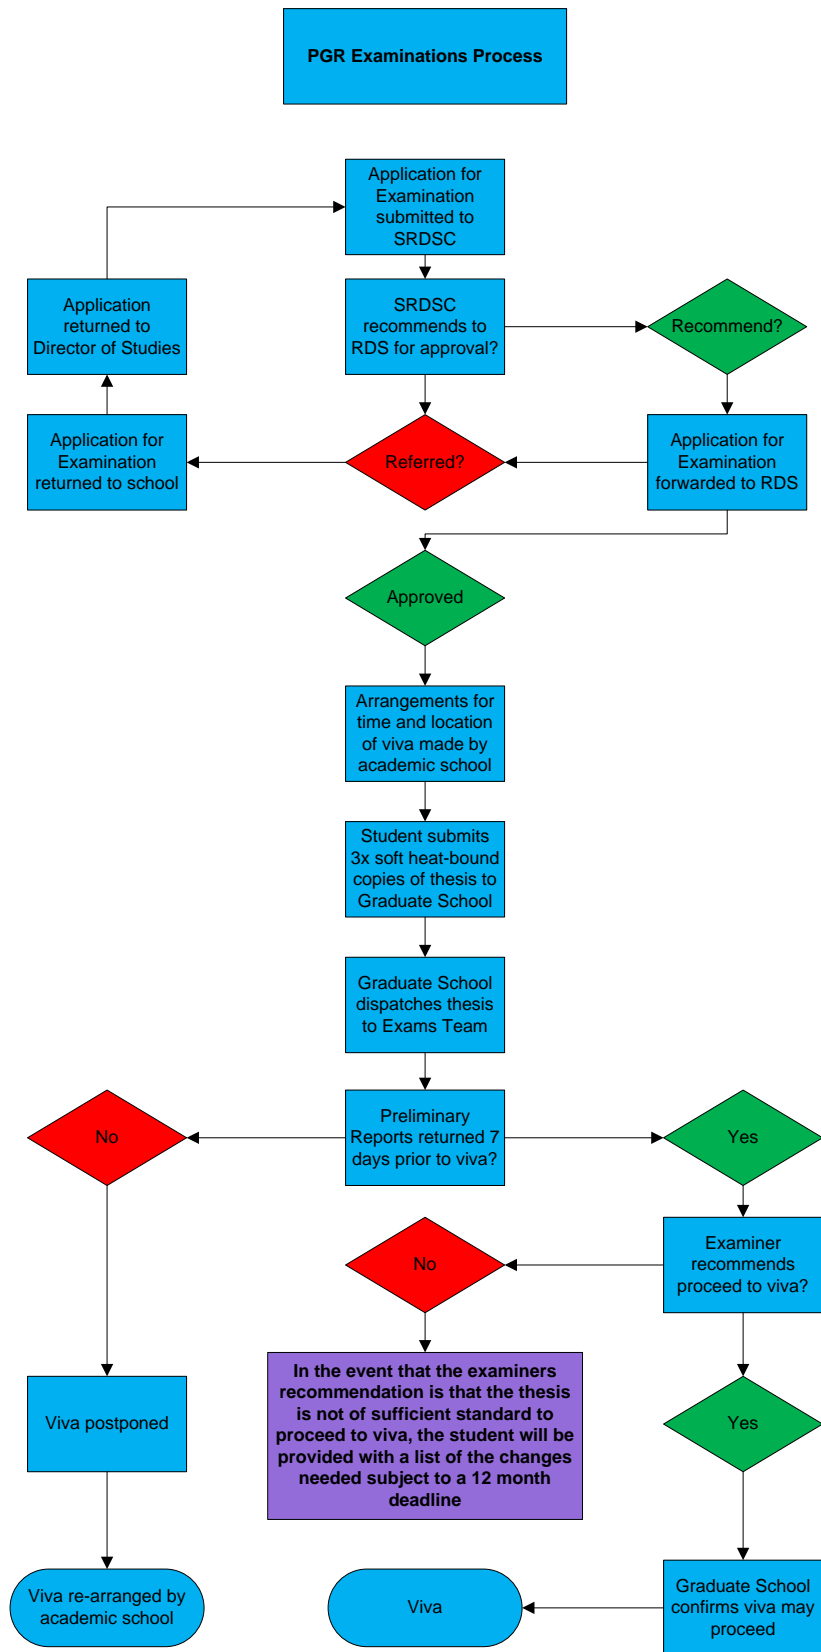 PGR Examinations Process
Application for
Examination
submitted to
SRDSC
Application
returned to
Director of Studies
SRDSC
recommends to
RDS for approval?
Recommend?
Application for
Examination
returned to school
Referred?
Application for
Examination
forwarded to RDS
Approved
Arrangements for
time and location
of viva made by
academic school
Student submits
3x soft heat-bound
copies of thesis to
Graduate School
Graduate School
dispatches thesis
to Exams Team
No
Preliminary
Reports returned 7
days prior to viva?
Yes
No
Examiner
recommends
proceed to viva?
In the event that the examiners
recommendation is that the thesis
is not of sufficient standard to
proceed to viva, the student will be
provided with a list of the changes
needed subject to a 12 month
deadline
Viva postponed
Yes
Viva re-arranged by
academic school
Viva
Graduate School
confirms viva may
proceed